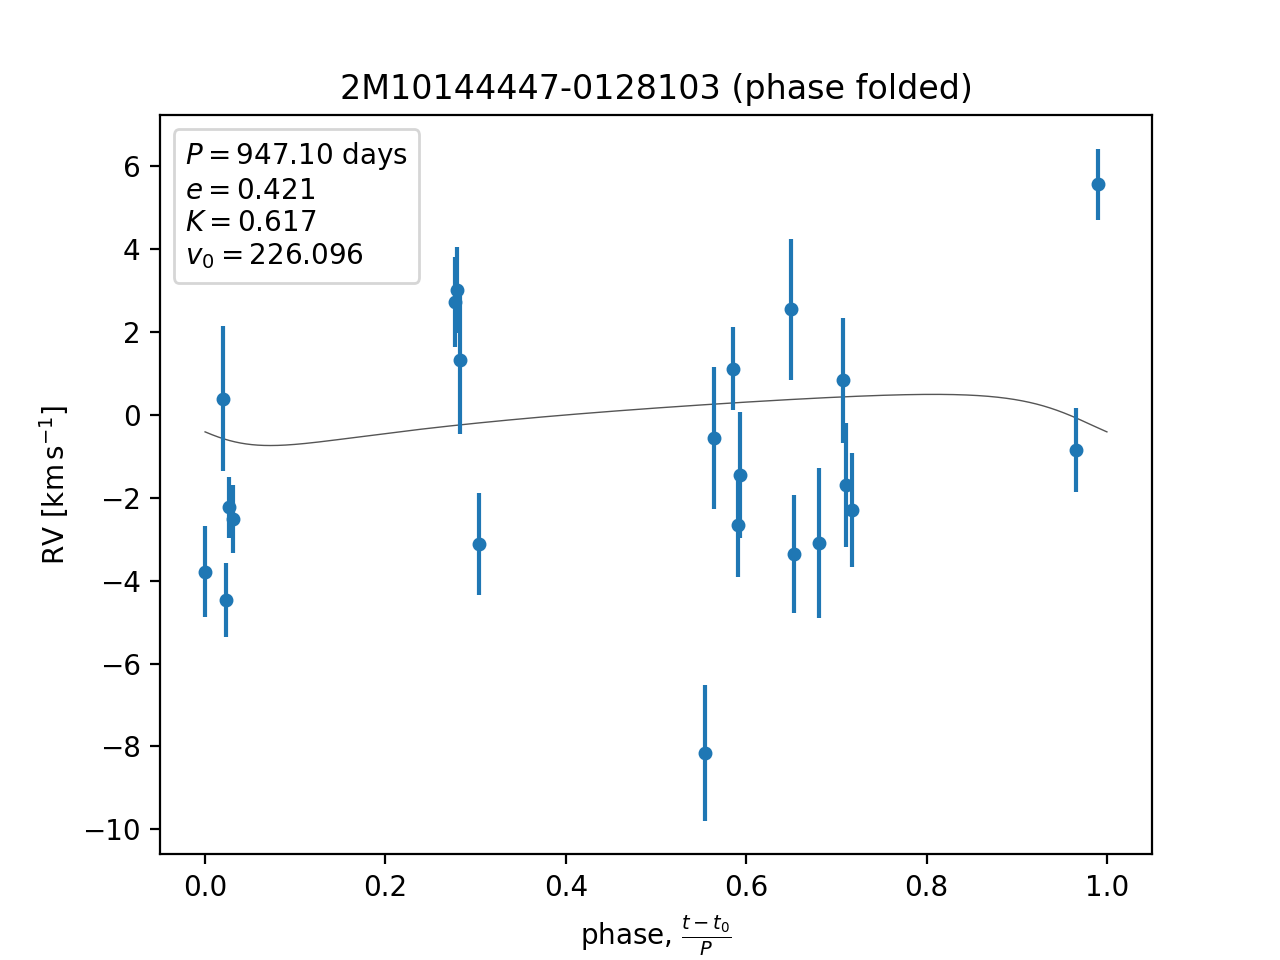 2M10144447-0128103 (phase folded)
P = 947.10 days
e = 0.421
K = 0.617
v₀ = 226.096
RV [km s⁻¹]
6
4
2
0
−2
−4
−6
−8
−10
0.0 0.2 0.4 0.6 0.8 1.0
phase, (t − t₀)/P